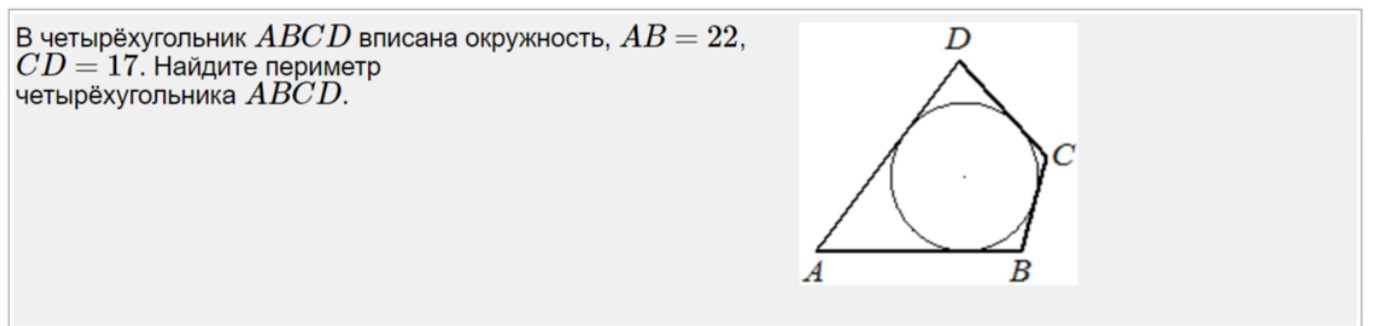 В четырёхугольник ABCD вписана окружность, AB = 22,
CD = 17. Найдите периметр
четырёхугольника ABCD.
D
C
A
B